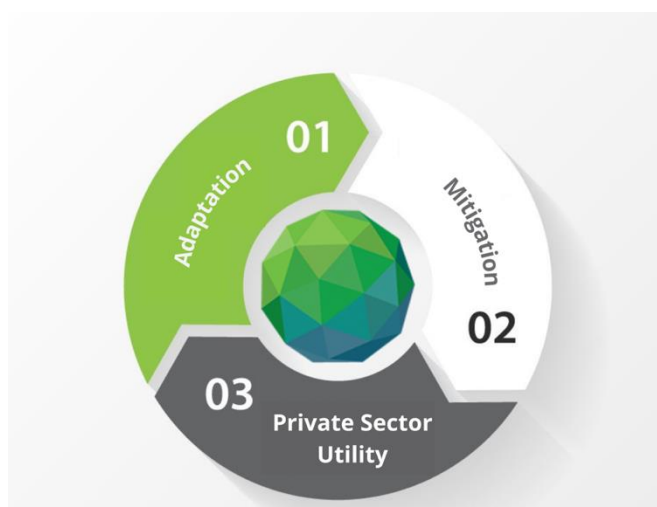 01
Adaptation
Mitigation
02
03
Private Sector
Utility